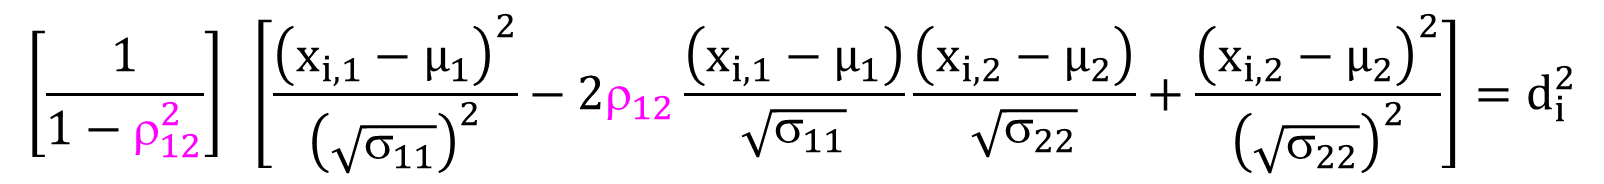 [1/(1 − ρ₁₂²)] [(x_{i,1} − μ₁)²/(√σ₁₁)² − 2ρ₁₂ (x_{i,1} − μ₁)/√σ₁₁ (x_{i,2} − μ₂)/√σ₂₂ + (x_{i,2} − μ₂)²/(√σ₂₂)²] = d_i²